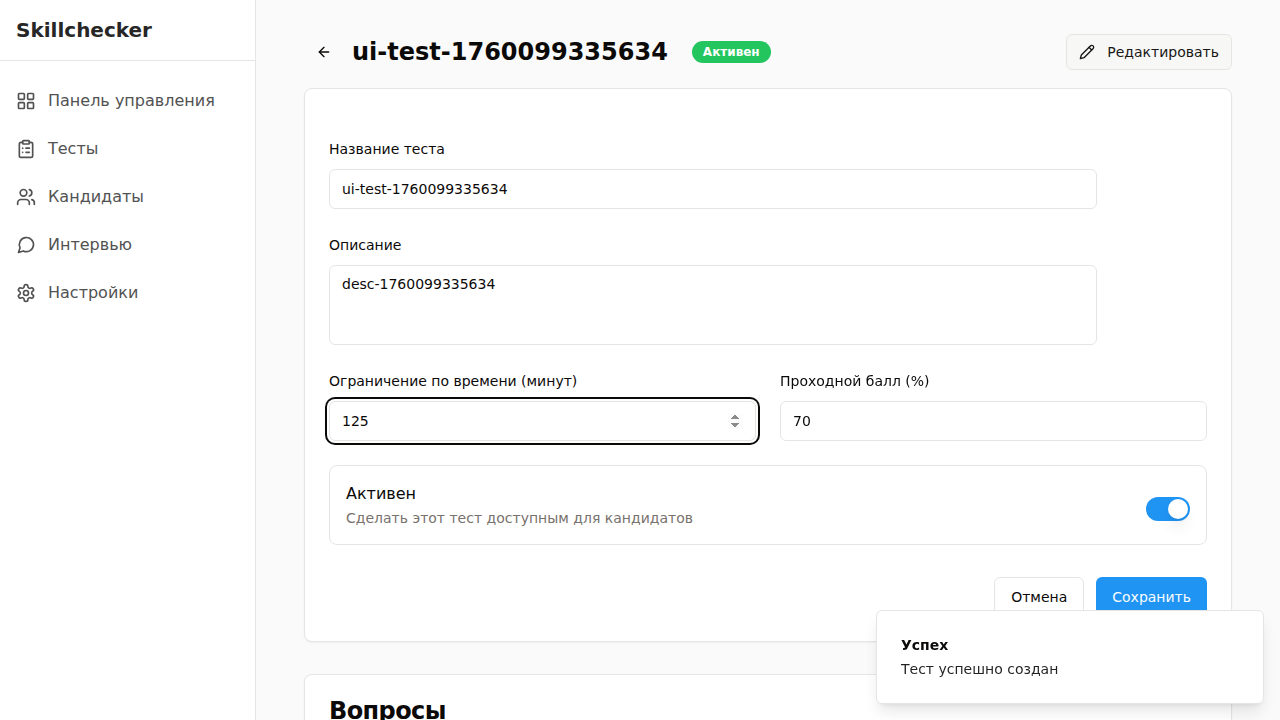 Skillchecker
Панель управления
Тесты
Кандидаты
Интервью
Настройки
ui-test-1760099335634
Активен
Редактировать
Название теста
ui-test-1760099335634
Описание
desc-1760099335634
Ограничение по времени (минут)
Проходной балл (%)
125
70
Активен
Сделать этот тест доступным для кандидатов
Отмена
Сохранить
Успех
Тест успешно создан
Вопросы